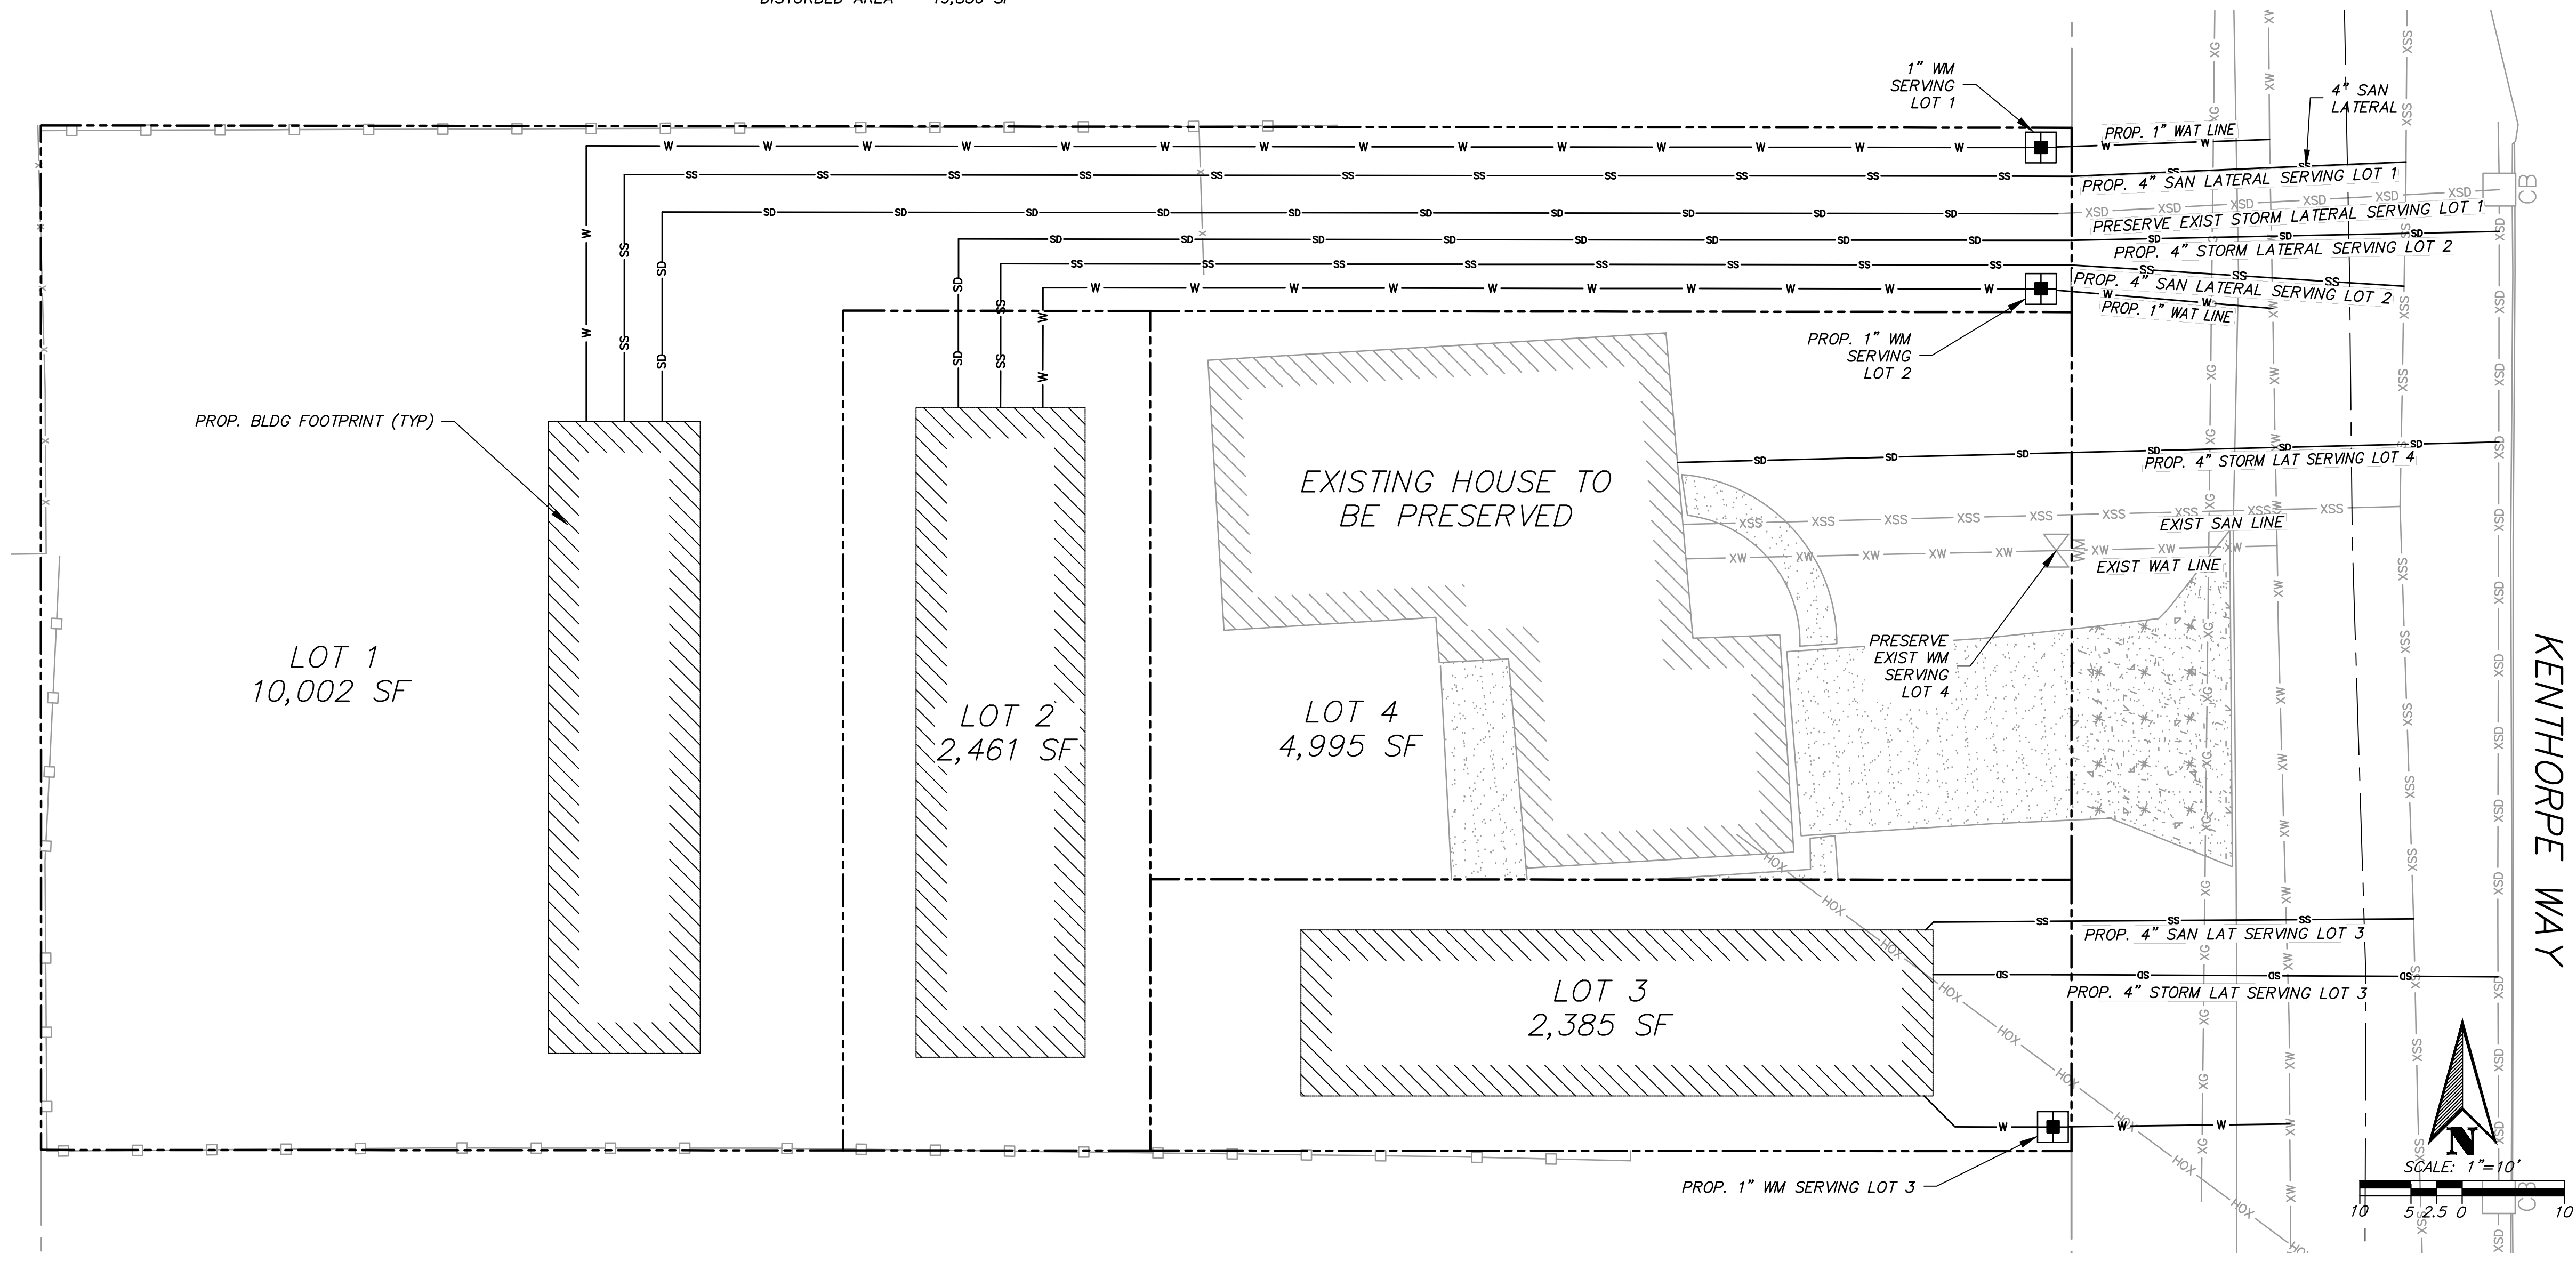 1" WM
SERVING
LOT 1
4" SAN
LATERAL
PROP. 1" WAT LINE
PROP. 4" SAN LATERAL SERVING LOT 1
PRESERVE EXIST STORM LATERAL SERVING LOT 1
PROP. 4" STORM LATERAL SERVING LOT 2
PROP. 4" SAN LATERAL SERVING LOT 2
PROP. 1" WAT LINE
PROP. 1" WM
SERVING
LOT 2
CB
PROP. BLDG FOOTPRINT (TYP)
EXISTING HOUSE TO
BE PRESERVED
PROP. 4" STORM LAT SERVING LOT 4
EXIST SAN LINE
EXIST WAT LINE
WM
PRESERVE
EXIST WM
SERVING
LOT 4
LOT 1
10,002 SF
LOT 2
2,461 SF
LOT 4
4,995 SF
KENTHORPE WAY
PROP. 4" SAN LAT SERVING LOT 3
PROP. 4" STORM LAT SERVING LOT 3
LOT 3
2,385 SF
PROP. 1" WM SERVING LOT 3
N
SCALE: 1"=10'
10 5 2.5 0 10
CB